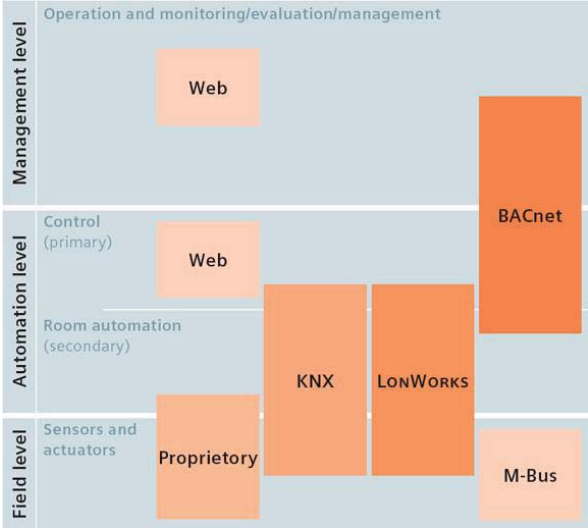 Management level
Operation and monitoring/evaluation/management
Web
BACnet
Automation level
Control
(primary)
Web
Room automation
(secondary)
KNX
LONWORKS
Field level
Sensors and
actuators
Proprietory
M-Bus